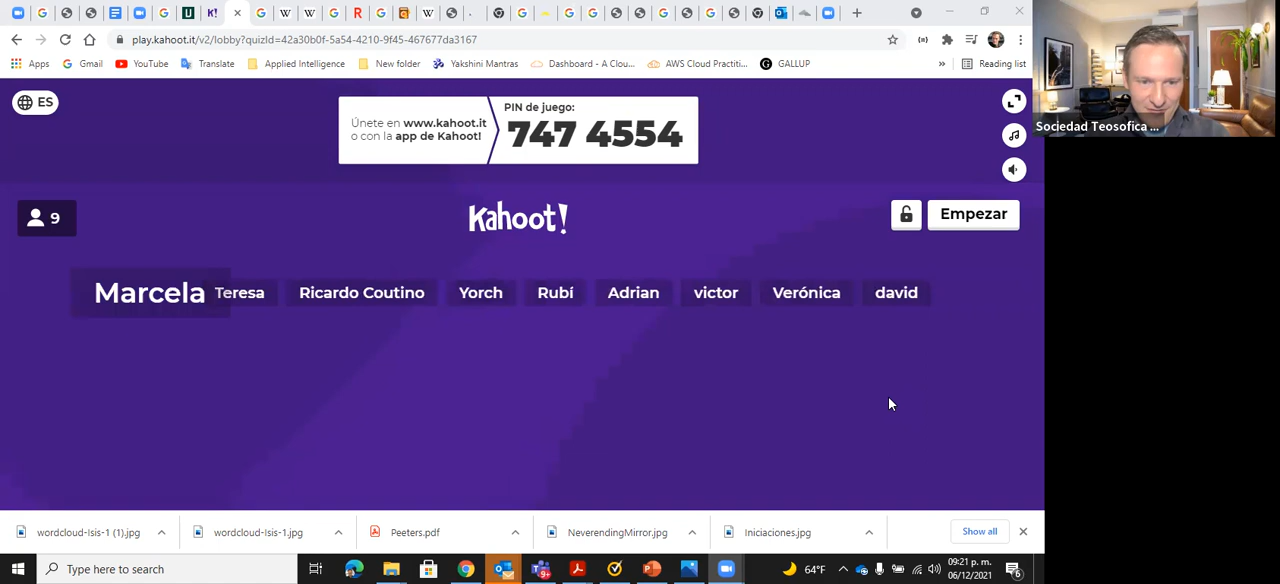 play.kahoot.it/v2/lobby?quizId=42a30b0f-5a54-4210-9f45-467677da3167
Apps Gmail YouTube Translate Applied Intelligence New folder Yakshini Mantras Dashboard - A Clou... AWS Cloud Practiti... GALLUP » Reading list
ES
Únete en www.kahoot.it
o con la app de Kahoot!
PIN de juego:
747 4554
Sociedad Teosofica ...
9
Kahoot!
Empezar
Marcela Teresa Ricardo Coutino Yorch Rubí Adrian victor Verónica david
wordcloud-Isis-1 (1).jpg wordcloud-Isis-1.jpg Peeters.pdf NeverendingMirror.jpg Iniciaciones.jpg Show all
Type here to search
64°F
09:21 p. m.
06/12/2021
6